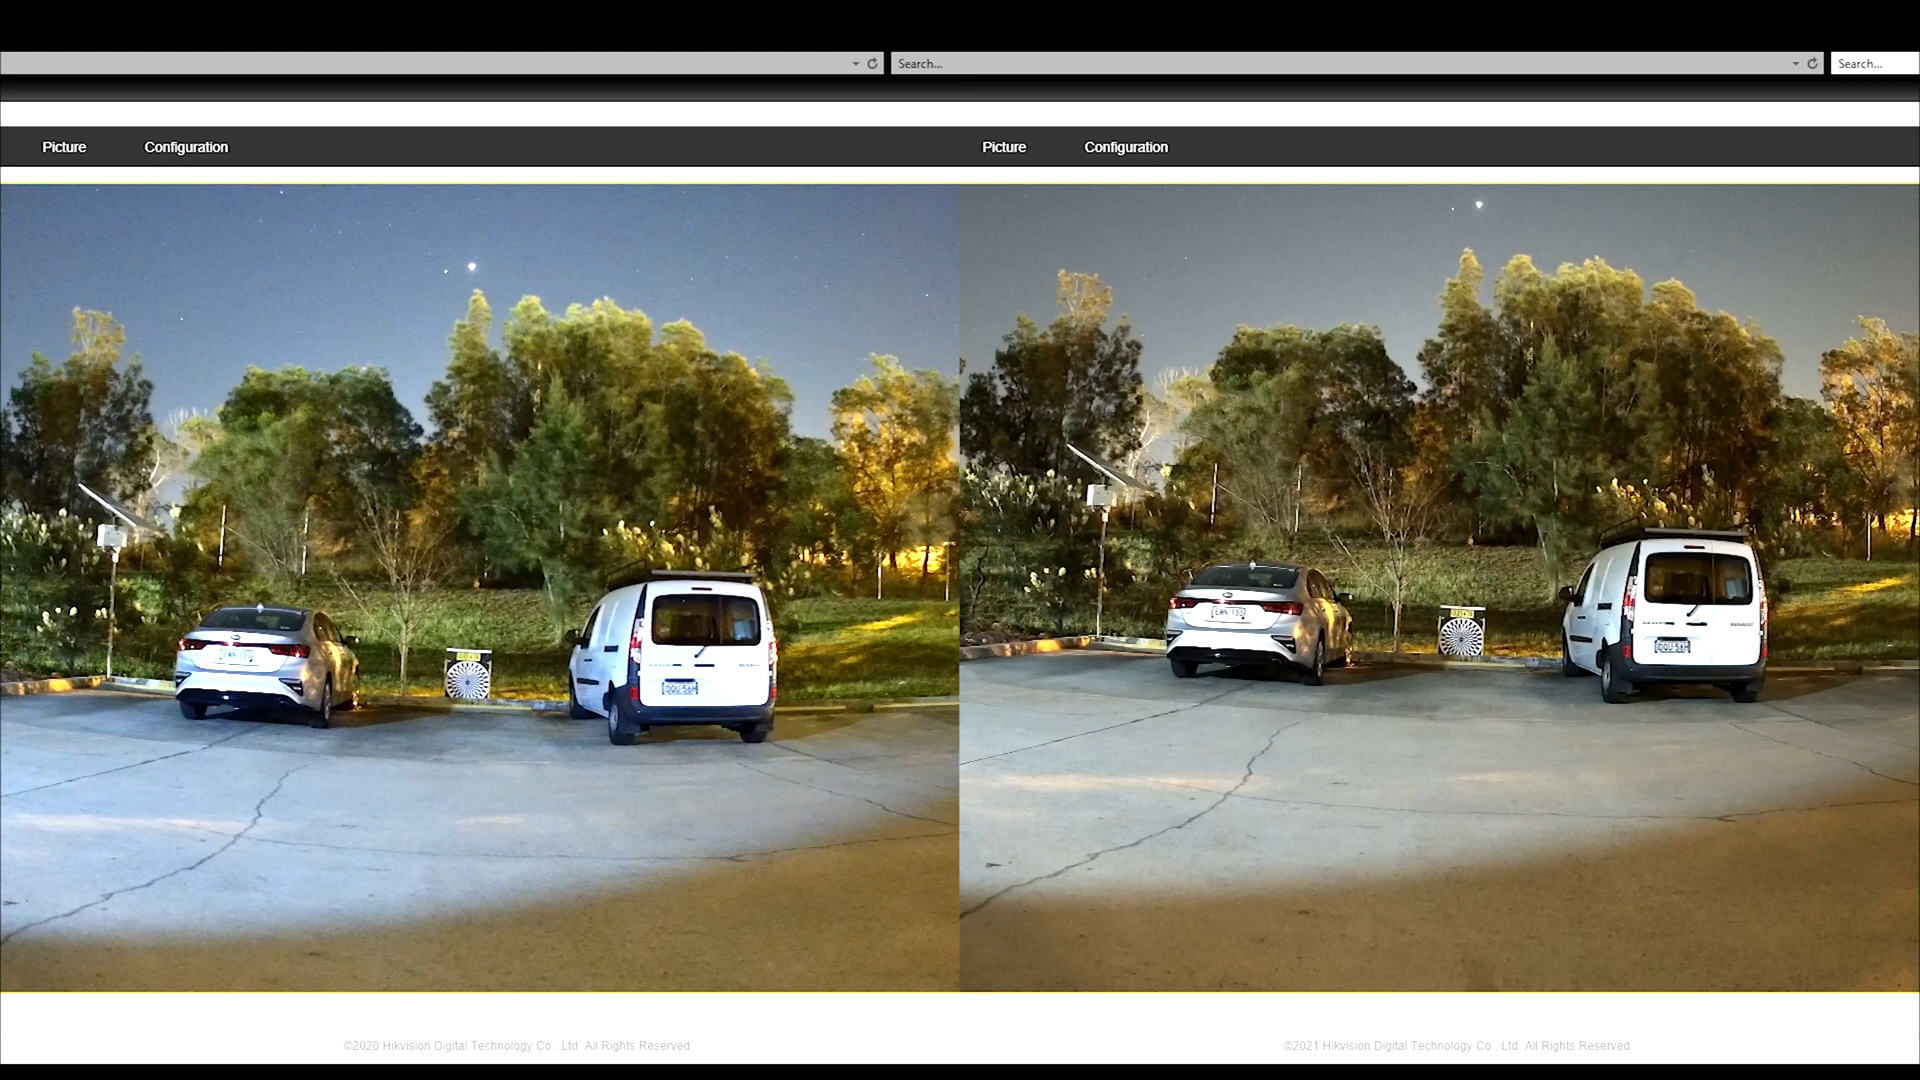 Search...
Search...
Picture
Configuration
Picture
Configuration
RENAULT
©2020 Hikvision Digital Technology Co., Ltd. All Rights Reserved
©2021 Hikvision Digital Technology Co., Ltd. All Rights Reserved.